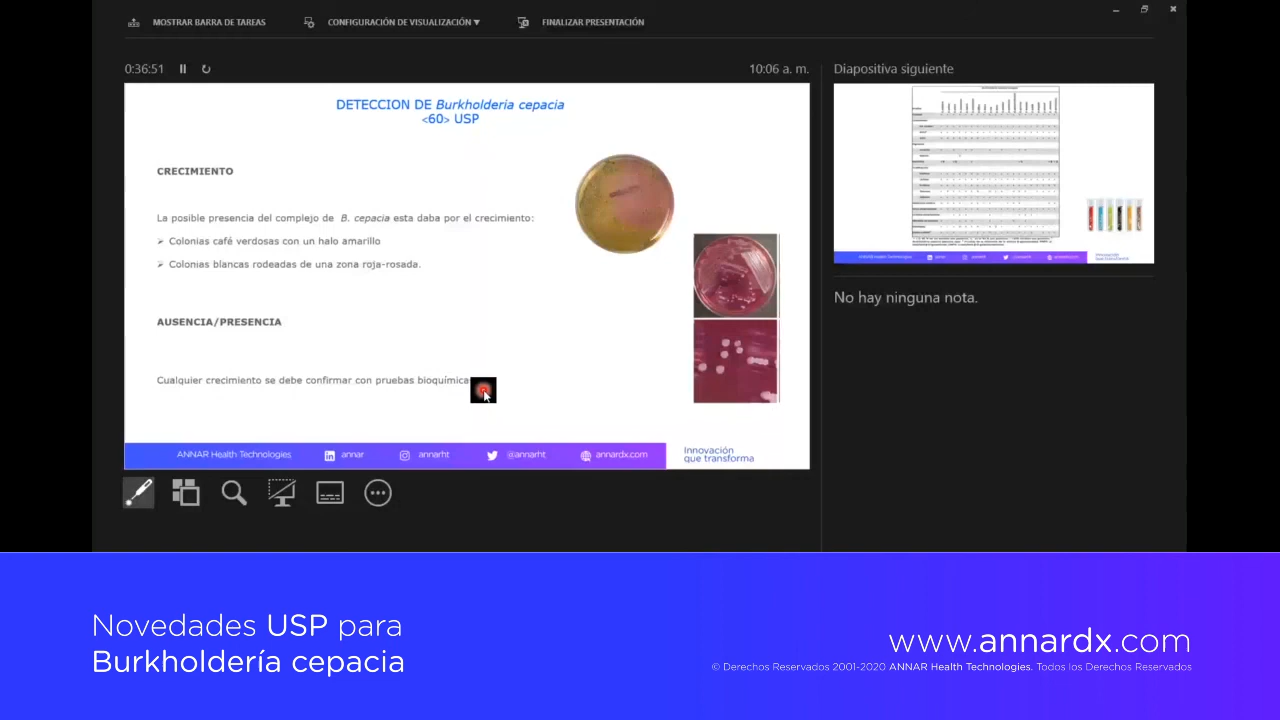 MOSTRAR BARRA DE TAREAS
CONFIGURACIÓN DE VISUALIZACIÓN ▼
FINALIZAR PRESENTACIÓN
0:36:51
10:06 a. m.
Diapositiva siguiente
DETECCION DE Burkholderia cepacia
<60> USP
CRECIMIENTO
La posible presencia del complejo de B. cepacia esta daba por el crecimiento:
➢ Colonias café verdosas con un halo amarillo
➢ Colonias blancas rodeadas de una zona roja-rosada.
AUSENCIA/PRESENCIA
Cualquier crecimiento se debe confirmar con pruebas bioquímica
ANNAR Health Technologies annar annarht @annarht annardx.com
Innovación
que transforma
No hay ninguna nota.
Novedades USP para
Burkholdería cepacia
www.annardx.com
© Derechos Reservados 2001-2020 ANNAR Health Technologies. Todos los Derechos Reservados